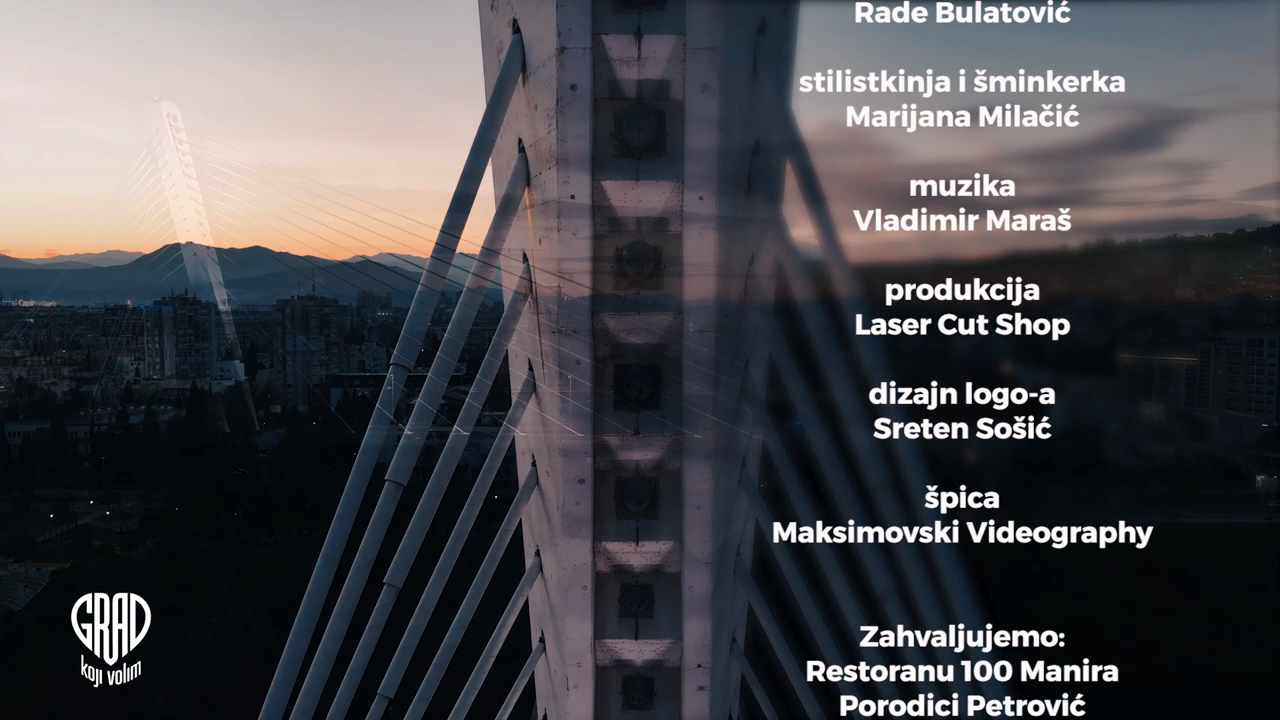 Rade Bulatović
stilistkinja i šminkerka
Marijana Milačić
muzika
Vladimir Maraš
produkcija
Laser Cut Shop
dizajn logo-a
Sreten Sošić
špica
Maksimovski Videography
Zahvaljujemo:
Restoranu 100 Manira
Porodici Petrović
GRAD
koji volim